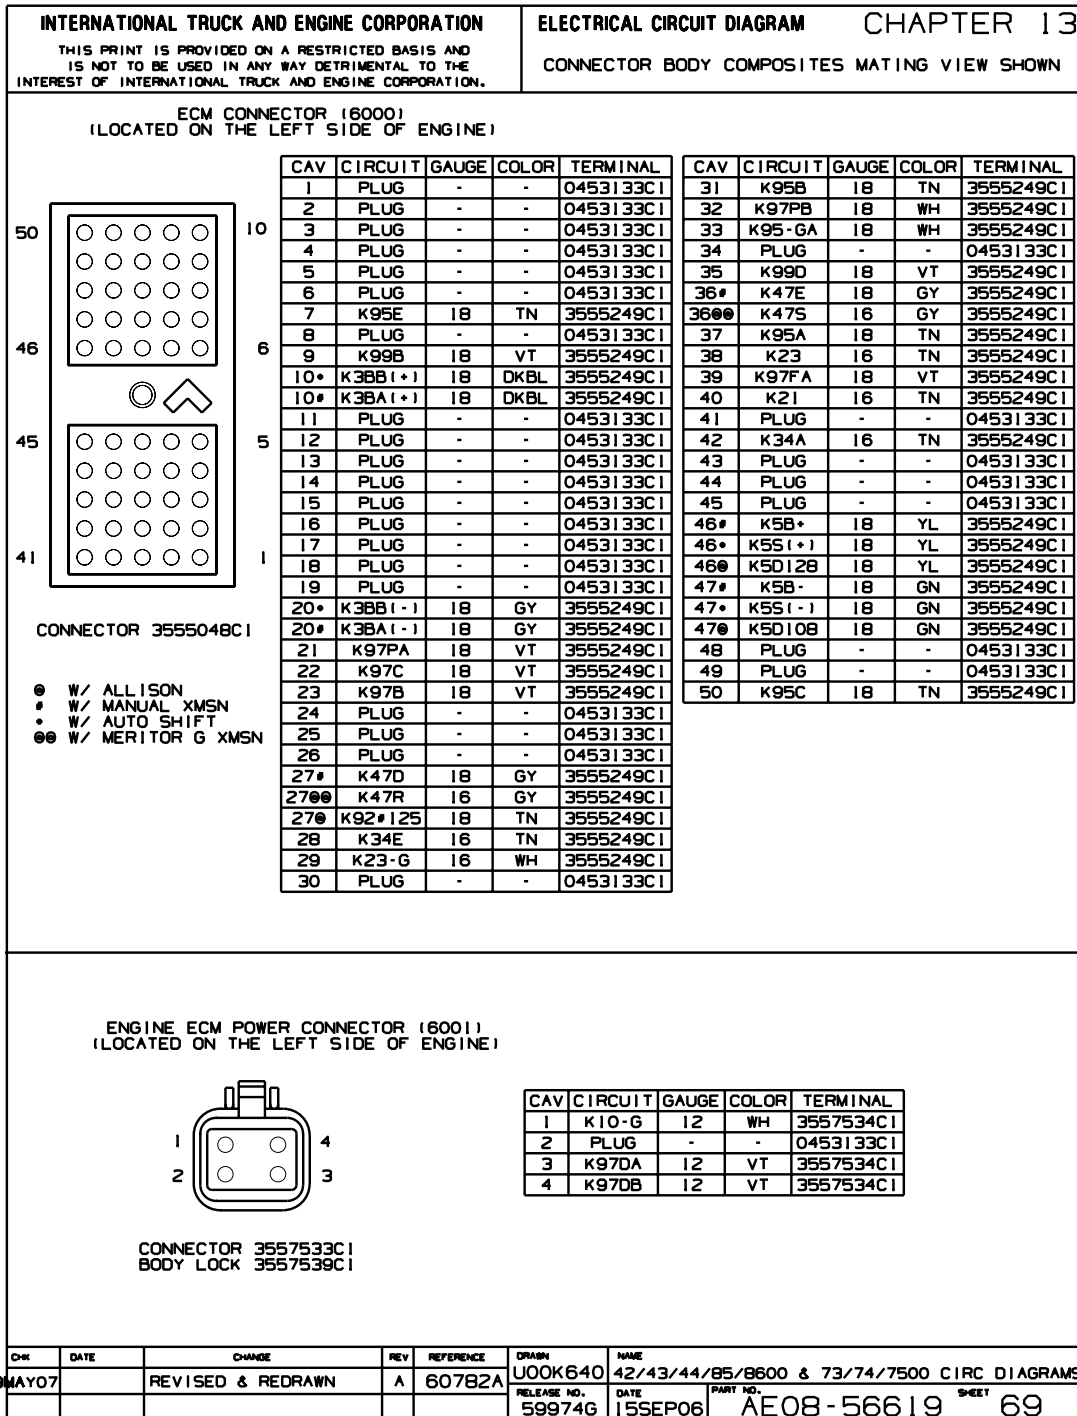 INTERNATIONAL TRUCK AND ENGINE CORPORATION
THIS PRINT IS PROVIDED ON A RESTRICTED BASIS AND
IS NOT TO BE USED IN ANY WAY DETRIMENTAL TO THE
INTEREST OF INTERNATIONAL TRUCK AND ENGINE CORPORATION.
ELECTRICAL CIRCUIT DIAGRAM CHAPTER 13
CONNECTOR BODY COMPOSITES MATING VIEW SHOWN
ECM CONNECTOR (6000)
(LOCATED ON THE LEFT SIDE OF ENGINE)
50 10
46 6
45 5
41 1
CONNECTOR 3555048C1
@ W/ ALLISON
# W/ MANUAL XMSN
* W/ AUTO SHIFT
@@ W/ MERITOR G XMSN
CAV CIRCUIT GAUGE COLOR TERMINAL
1 PLUG - - 0453133C1
2 PLUG - - 0453133C1
3 PLUG - - 0453133C1
4 PLUG - - 0453133C1
5 PLUG - - 0453133C1
6 PLUG - - 0453133C1
7 K95E 18 TN 3555249C1
8 PLUG - - 0453133C1
9 K99B 18 VT 3555249C1
10* K3BB(+) 18 DKBL 3555249C1
10# K3BA(+) 18 DKBL 3555249C1
11 PLUG - - 0453133C1
12 PLUG - - 0453133C1
13 PLUG - - 0453133C1
14 PLUG - - 0453133C1
15 PLUG - - 0453133C1
16 PLUG - - 0453133C1
17 PLUG - - 0453133C1
18 PLUG - - 0453133C1
19 PLUG - - 0453133C1
20* K3BB(-) 18 GY 3555249C1
20# K3BA(-) 18 GY 3555249C1
21 K97PA 18 VT 3555249C1
22 K97C 18 VT 3555249C1
23 K97B 18 VT 3555249C1
24 PLUG - - 0453133C1
25 PLUG - - 0453133C1
26 PLUG - - 0453133C1
27# K47D 18 GY 3555249C1
27@@ K47R 16 GY 3555249C1
27@ K92#125 18 TN 3555249C1
28 K34E 16 TN 3555249C1
29 K23-G 16 WH 3555249C1
30 PLUG - - 0453133C1
CAV CIRCUIT GAUGE COLOR TERMINAL
31 K95B 18 TN 3555249C1
32 K97PB 18 WH 3555249C1
33 K95-GA 18 WH 3555249C1
34 PLUG - - 0453133C1
35 K99D 18 VT 3555249C1
36# K47E 18 GY 3555249C1
36@@ K47S 16 GY 3555249C1
37 K95A 18 TN 3555249C1
38 K23 16 TN 3555249C1
39 K97FA 18 VT 3555249C1
40 K21 16 TN 3555249C1
41 PLUG - - 0453133C1
42 K34A 16 TN 3555249C1
43 PLUG - - 0453133C1
44 PLUG - - 0453133C1
45 PLUG - - 0453133C1
46# K5B+ 18 YL 3555249C1
46* K5S(+) 18 YL 3555249C1
46@ K5D128 18 YL 3555249C1
47# K5B- 18 GN 3555249C1
47* K5S(-) 18 GN 3555249C1
47@ K5D108 18 GN 3555249C1
48 PLUG - - 0453133C1
49 PLUG - - 0453133C1
50 K95C 18 TN 3555249C1
ENGINE ECM POWER CONNECTOR (6001)
(LOCATED ON THE LEFT SIDE OF ENGINE)
1 4
2 3
CONNECTOR 3557533C1
BODY LOCK 3557539C1
CAV CIRCUIT GAUGE COLOR TERMINAL
1 K10-G 12 WH 3557534C1
2 PLUG - - 0453133C1
3 K97DA 12 VT 3557534C1
4 K97DB 12 VT 3557534C1
CHK DATE CHANGE REV REFERENCE DRAWN NAME
MAY07 REVISED & REDRAWN A 60782A U00K640 42/43/44/85/8600 & 73/74/7500 CIRC DIAGRAMS
RELEASE NO. DATE PART NO. SHEET
59974G 15SEP06 AE08-56619 69